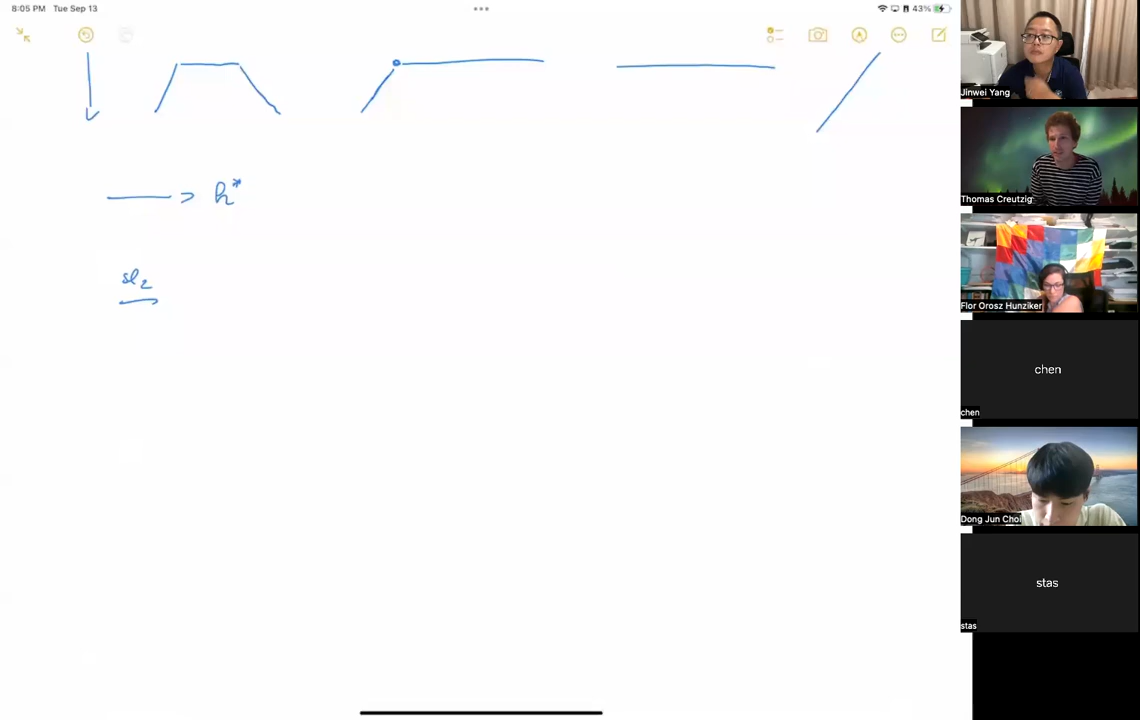 8:05 PM Tue Sep 13
43%
h*
sl₂
Jinwei Yang
Thomas Creutzig
Flor Orosz Hunziker
chen
chen
Dong Jun Choi
stas
stas